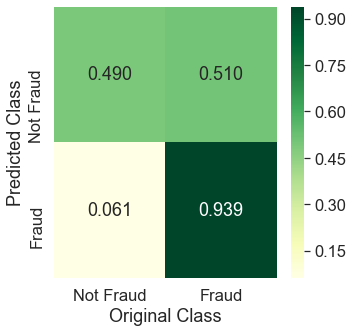 Predicted Class
Not Fraud
Fraud
0.490 0.510
0.061 0.939
Not Fraud Fraud
Original Class
0.90
0.75
0.60
0.45
0.30
0.15